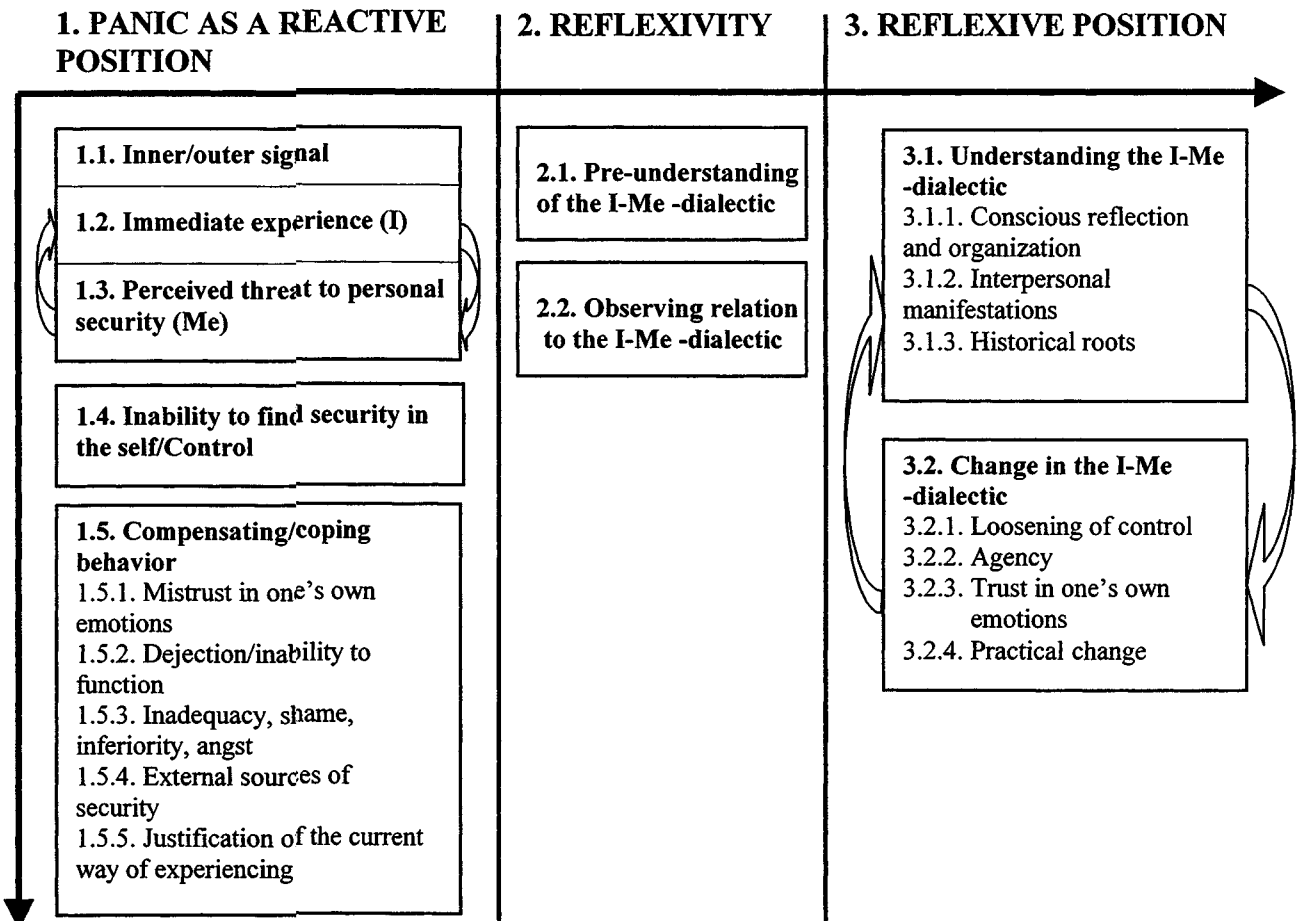 1. PANIC AS A REACTIVE
POSITION
1.1. Inner/outer signal
1.2. Immediate experience (I)
1.3. Perceived threat to personal
security (Me)
1.4. Inability to find security in
the self/Control
1.5. Compensating/coping
behavior
1.5.1. Mistrust in one's own
emotions
1.5.2. Dejection/inability to
function
1.5.3. Inadequacy, shame,
inferiority, angst
1.5.4. External sources of
security
1.5.5. Justification of the current
way of experiencing
2. REFLEXIVITY
2.1. Pre-understanding
of the I-Me -dialectic
2.2. Observing relation
to the I-Me -dialectic
3. REFLEXIVE POSITION
3.1. Understanding the I-Me
-dialectic
3.1.1. Conscious reflection
and organization
3.1.2. Interpersonal
manifestations
3.1.3. Historical roots
3.2. Change in the I-Me
-dialectic
3.2.1. Loosening of control
3.2.2. Agency
3.2.3. Trust in one's own
emotions
3.2.4. Practical change